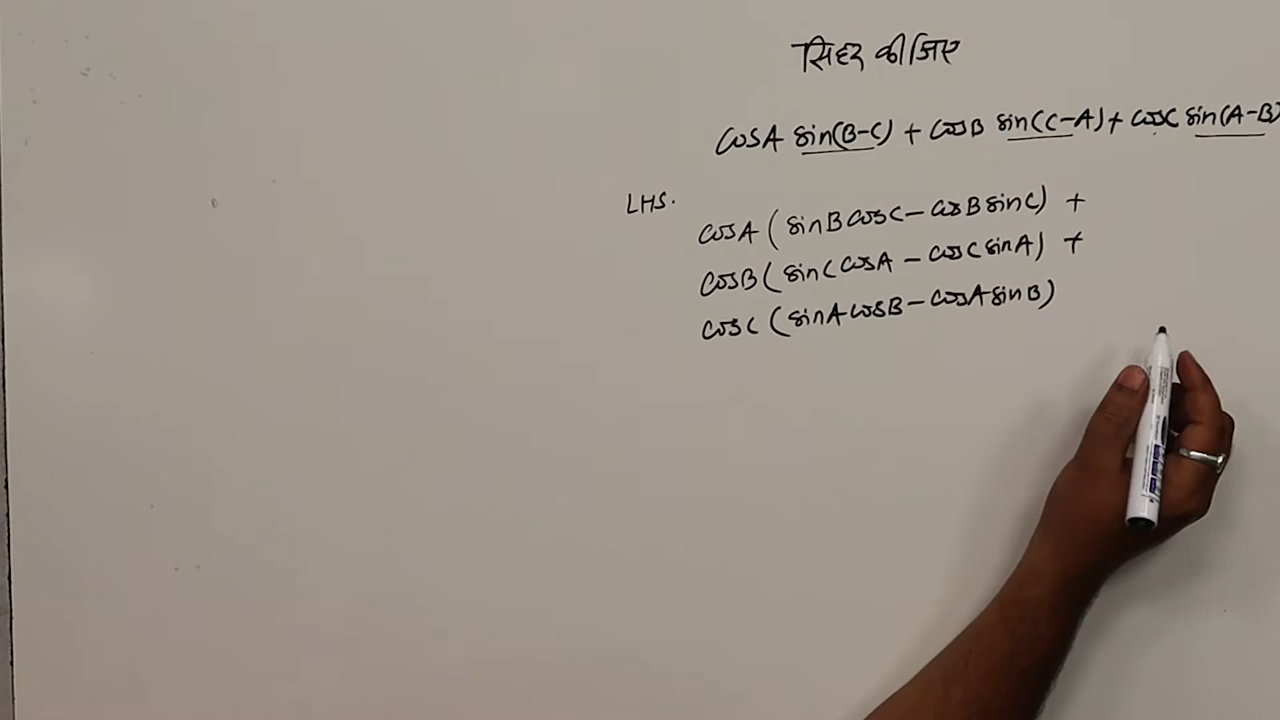 सिद्ध कीजिए
cosA sin(B-C) + cosB sin(C-A) + cosC sin(A-B)
LHS.
cosA (sinB cosC - cosB sinC) +
cosB (sinC cosA - cosC sinA) +
cosC (sinA cosB - cosA sinB)